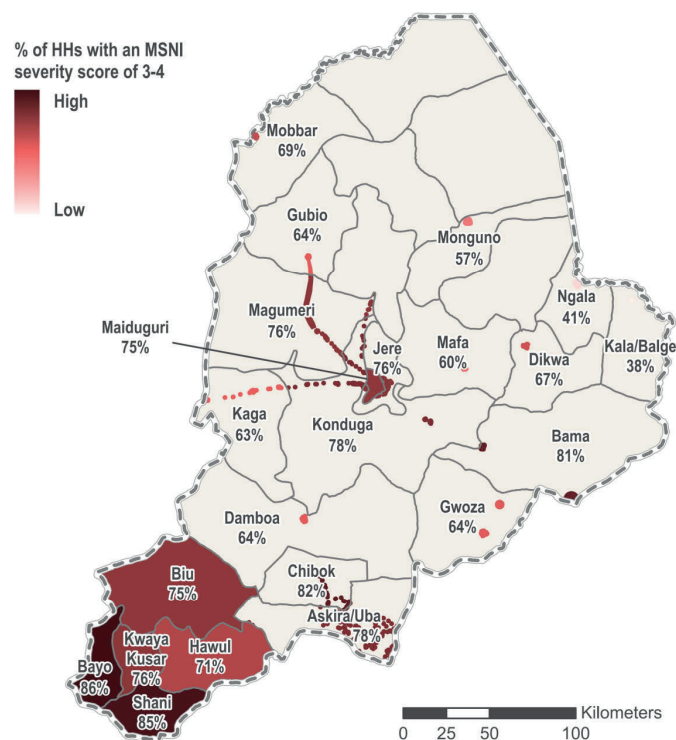 % of HHs with an MSNI
severity score of 3-4
High
Low
Mobbar
69%
Gubio
64%
Monguno
57%
Magumeri
76%
Ngala
41%
Maiduguri
75%
Jere
76%
Mafa
60%
Dikwa
67%
Kala/Balge
38%
Kaga
63%
Konduga
78%
Bama
81%
Damboa
64%
Gwoza
64%
Biu
75%
Chibok
82%
Askira/Uba
78%
Kwaya
Kusar
76%
Hawul
71%
Bayo
86%
Shani
85%
Kilometers
0 25 50 100